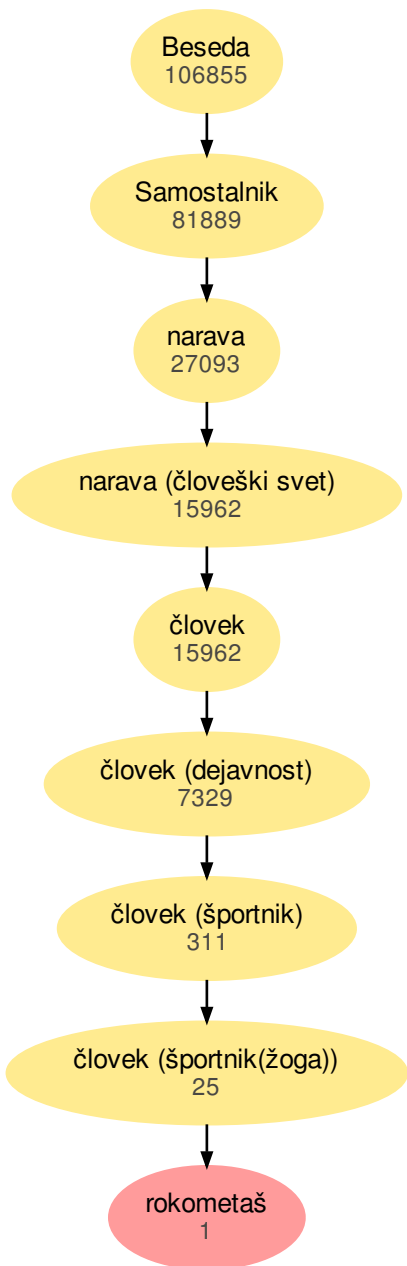 Beseda
106855
Samostalnik
81889
narava
27093
narava (človeški svet)
15962
človek
15962
človek (dejavnost)
7329
človek (športnik)
311
človek (športnik(žoga))
25
rokometaš
1